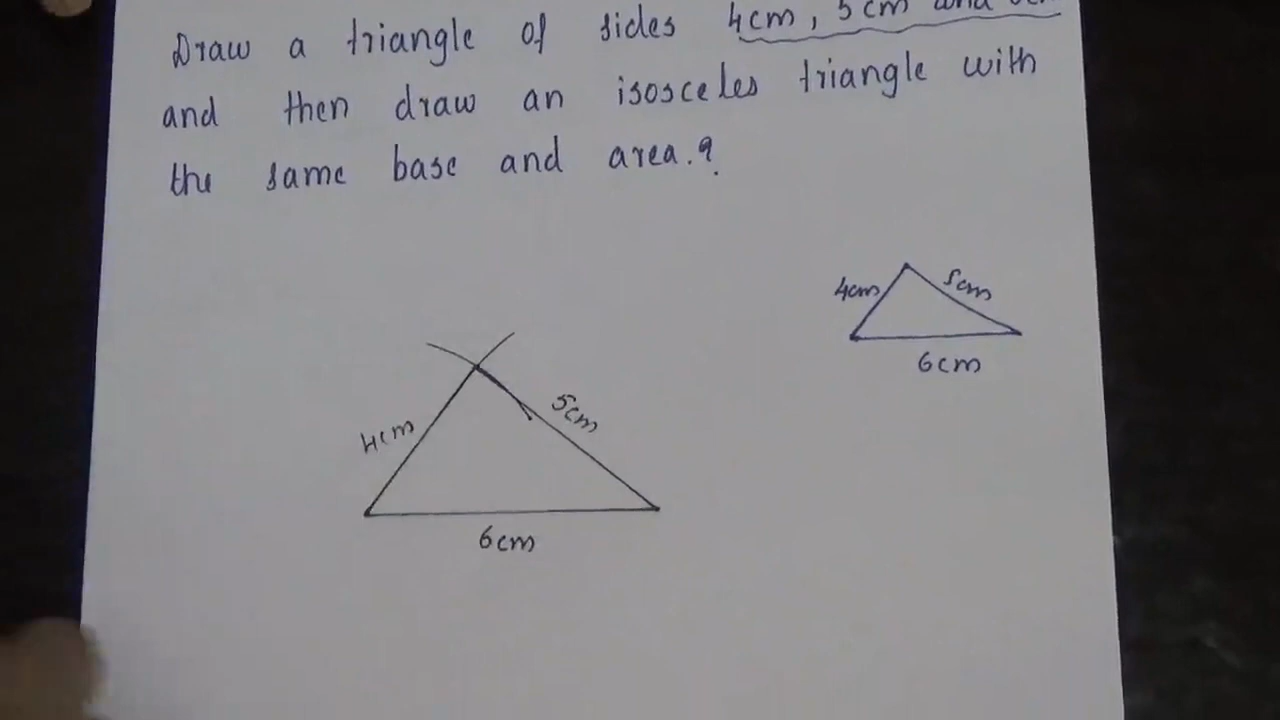 Draw a triangle of sides 4cm, 5cm and
and then draw an isosceles triangle with
the same base and area.?
4cm
5cm
6cm
4cm
5cm
6cm